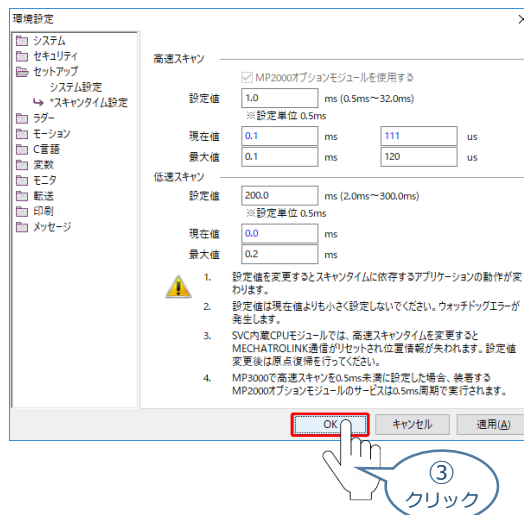 環境設定
システム
セキュリティ
セットアップ
システム設定
*スキャンタイム設定
ラダー
モーション
C言語
変数
モニタ
転送
印刷
メッセージ
高速スキャン
MP2000オプションモジュールを使用する
設定値 1.0 ms (0.5ms～32.0ms)
※設定単位 0.5ms
現在値 0.1 ms 111 us
最大値 0.1 ms 120 us
低速スキャン
設定値 200.0 ms (2.0ms～300.0ms)
※設定単位 0.5ms
現在値 0.0 ms
最大値 0.2 ms
1. 設定値を変更するとスキャンタイムに依存するアプリケーションの動作が変
わります。
2. 設定値は現在値よりも小さく設定しないでください。ウォッチドッグエラーが
発生します。
3. SVC内蔵CPUモジュールでは、高速スキャンタイムを変更すると
MECHATROLINK通信がリセットされ位置情報が失われます。設定値
変更後は原点復帰を行ってください。
4. MP3000で高速スキャンを0.5ms未満に設定した場合、装着する
MP2000オプションモジュールのサービスは0.5ms周期で実行されます。
OK キャンセル 適用(A)
③
クリック